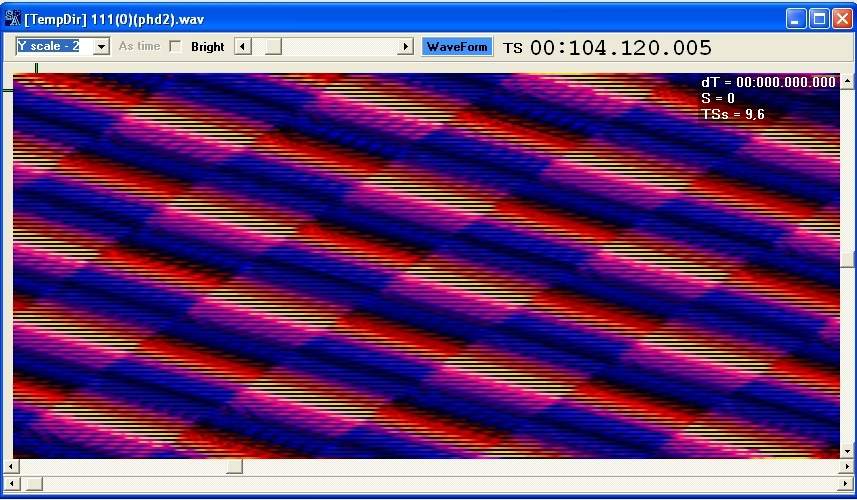 [TempDir] 111(0)(phd2).wav
Y scale - 2 As time Bright WaveForm TS 00:104.120.005
dT = 00:000.000.000
S = 0
TSs = 9,6